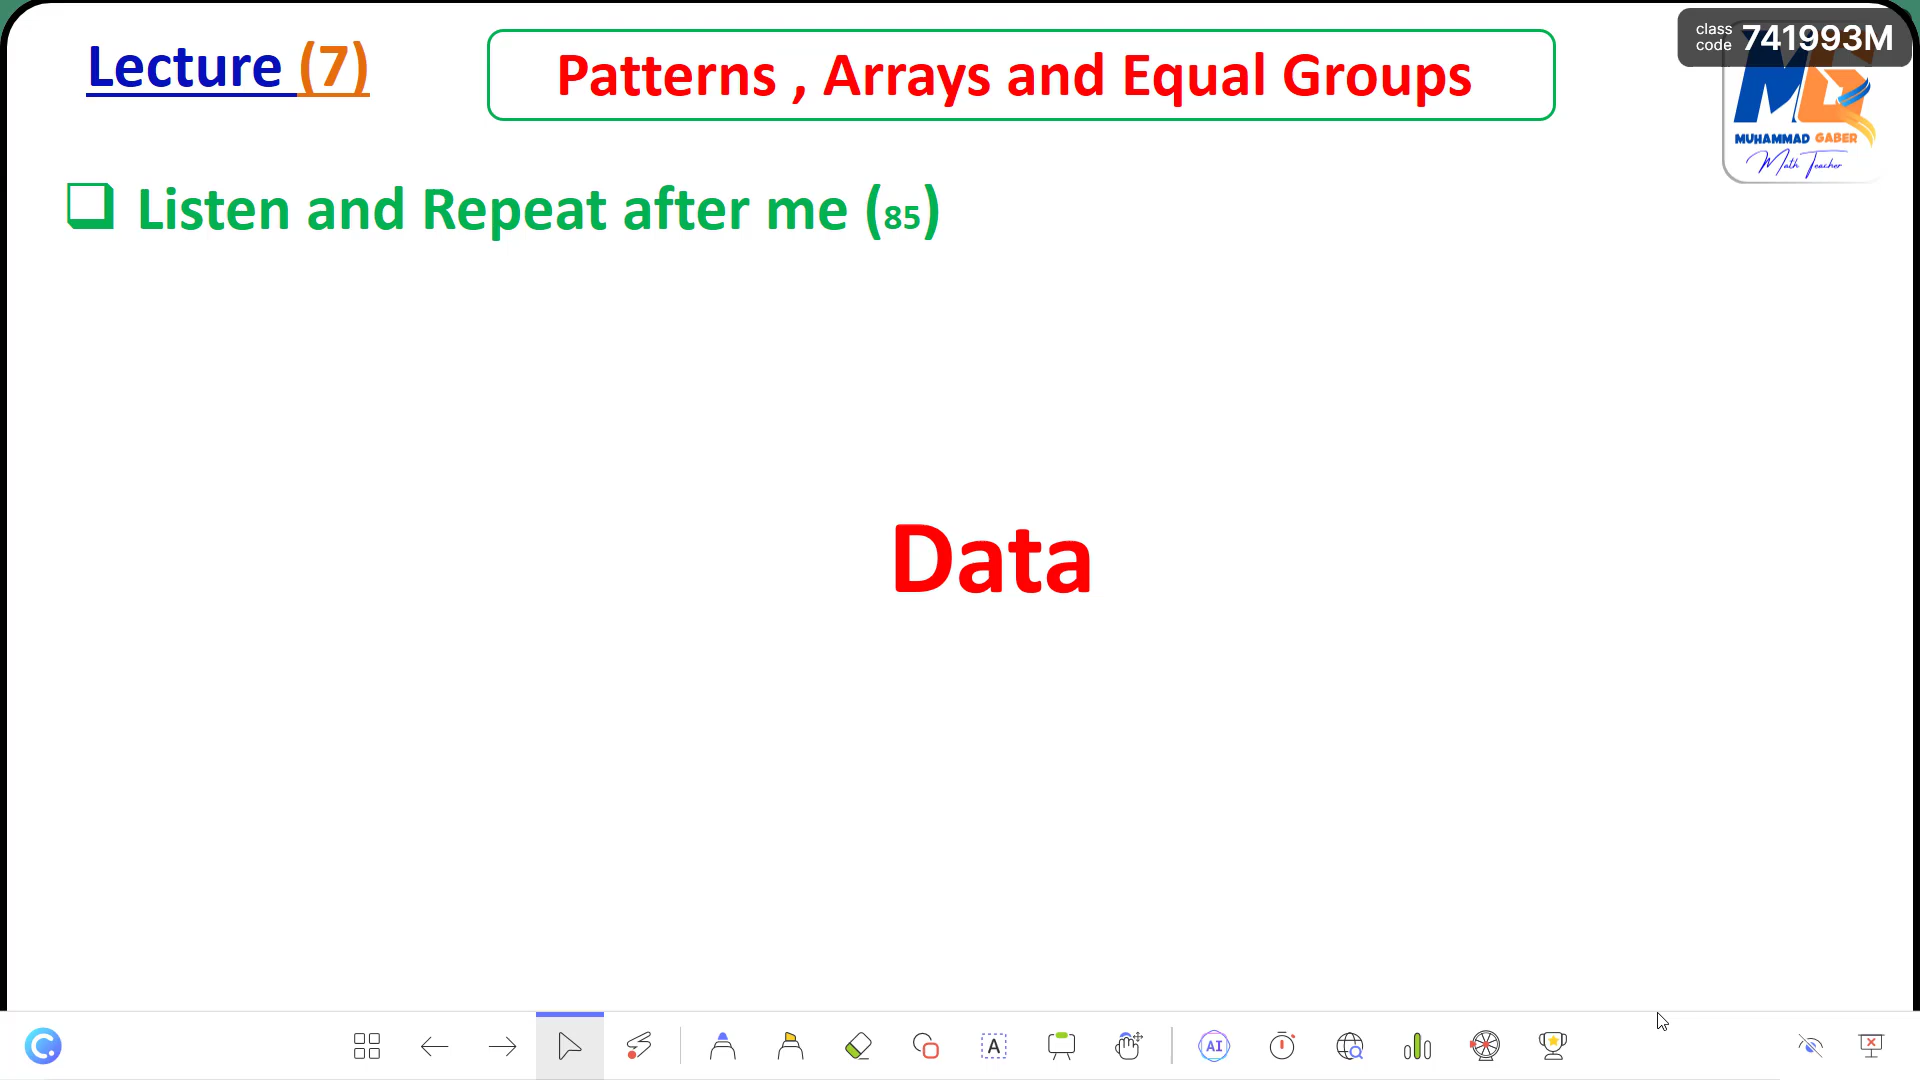 Lecture (7)
Patterns , Arrays and Equal Groups
class code 741993M
MUHAMMAD GABER
Math Teacher
Listen and Repeat after me (85)
Data
A
AI